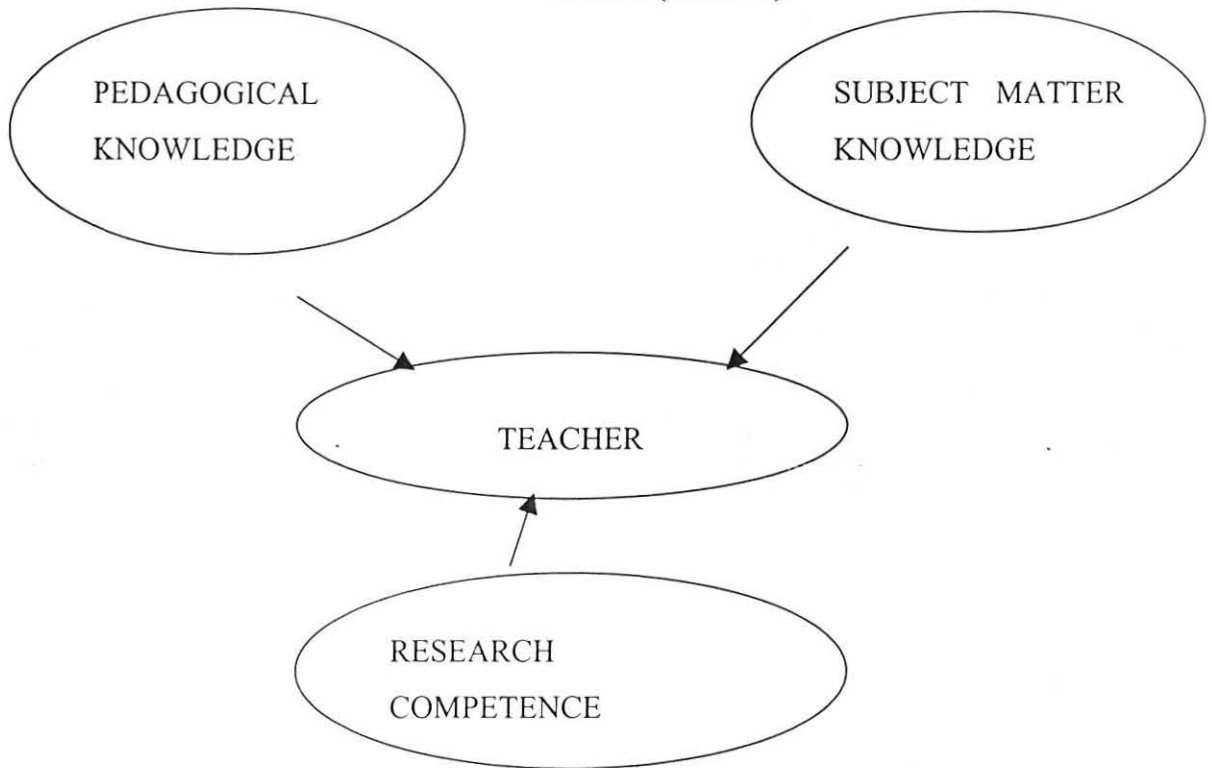 PEDAGOGICAL
KNOWLEDGE
SUBJECT MATTER
KNOWLEDGE
TEACHER
RESEARCH
COMPETENCE